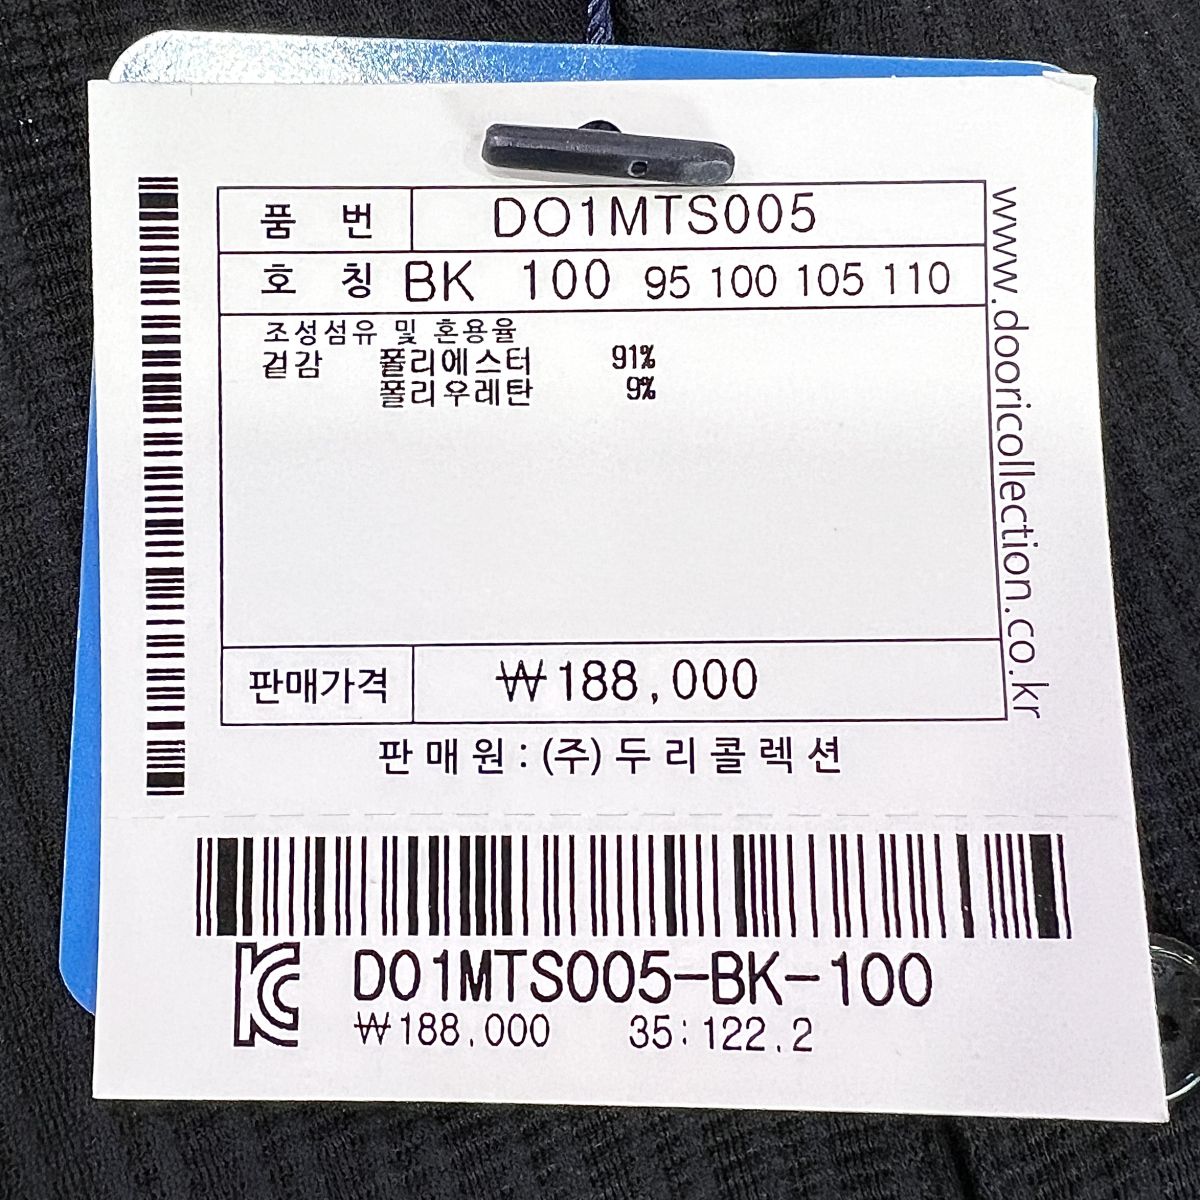 품 번 DO1MTS005
호 칭 BK 100 95 100 105 110
조성섬유 및 혼용율
겉감 폴리에스터 91%
폴리우레탄 9%
판매가격 ₩188,000
판매원:(주)두리콜렉션
www.dooricollection.co.kr
KC DO1MTS005-BK-100
₩188,000 35:122.2